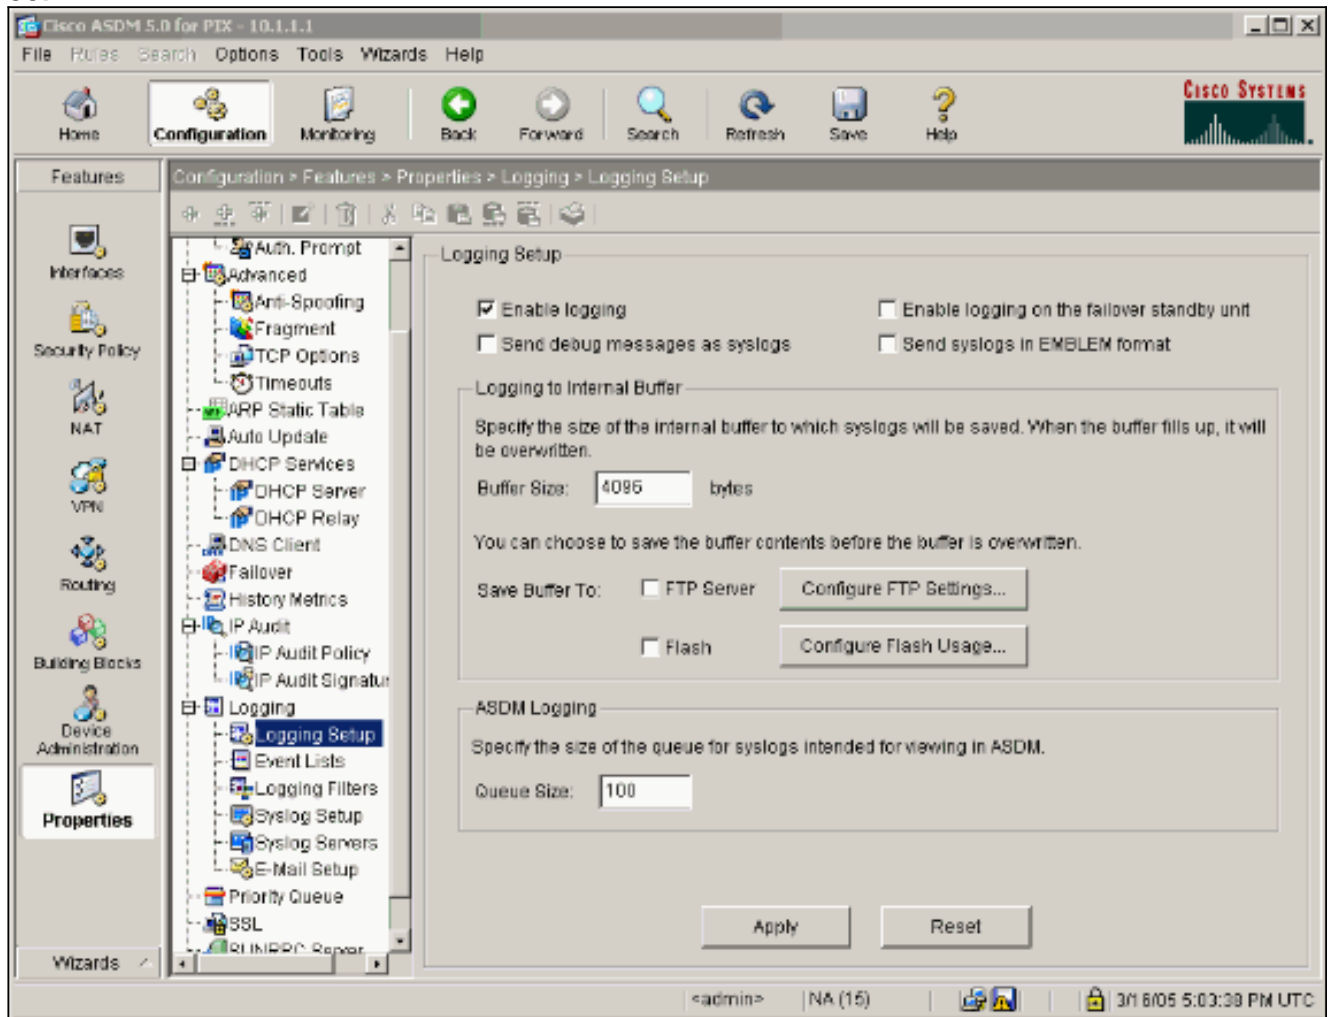 Cisco ASDM 5.0 for PIX - 10.1.1.1
File Rules Search Options Tools Wizards Help
Home Configuration Monitoring Back Forward Search Refresh Save Help
CISCO SYSTEMS
Features
Configuration > Features > Properties > Logging > Logging Setup
Interfaces
Security Policy
NAT
VPN
Routing
Building Blocks
Device
Administration
Properties
Wizards
Auth. Prompt
Advanced
Anti-Spoofing
Fragment
TCP Options
Timeouts
ARP Static Table
Auto Update
DHCP Services
DHCP Server
DHCP Relay
DNS Client
Failover
History Metrics
IP Audit
IP Audit Policy
IP Audit Signatur
Logging
Logging Setup
Event Lists
Logging Filters
Syslog Setup
Syslog Servers
E-Mail Setup
Priority Queue
SSL
SUNRPC Server
Logging Setup
Enable logging
Enable logging on the failover standby unit
Send debug messages as syslogs
Send syslogs in EMBLEM format
Logging to Internal Buffer
Specify the size of the internal buffer to which syslogs will be saved. When the buffer fills up, it will
be overwritten.
Buffer Size: 4096 bytes
You can choose to save the buffer contents before the buffer is overwritten.
Save Buffer To: FTP Server Configure FTP Settings...
Flash Configure Flash Usage...
ASDM Logging
Specify the size of the queue for syslogs intended for viewing in ASDM.
Queue Size: 100
Apply Reset
<admin> NA (15) 3/16/05 5:03:38 PM UTC